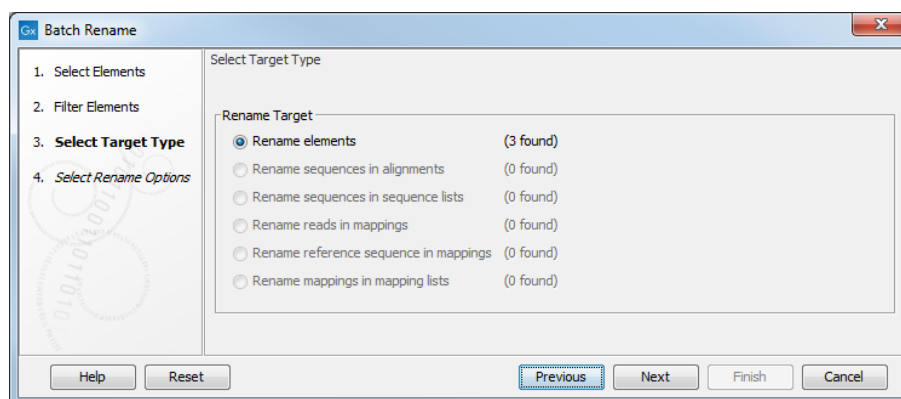 Gx Batch Rename
1. Select Elements
2. Filter Elements
3. Select Target Type
4. Select Rename Options
Select Target Type
Rename Target
Rename elements (3 found)
Rename sequences in alignments (0 found)
Rename sequences in sequence lists (0 found)
Rename reads in mappings (0 found)
Rename reference sequence in mappings (0 found)
Rename mappings in mapping lists (0 found)
Help Reset Previous Next Finish Cancel